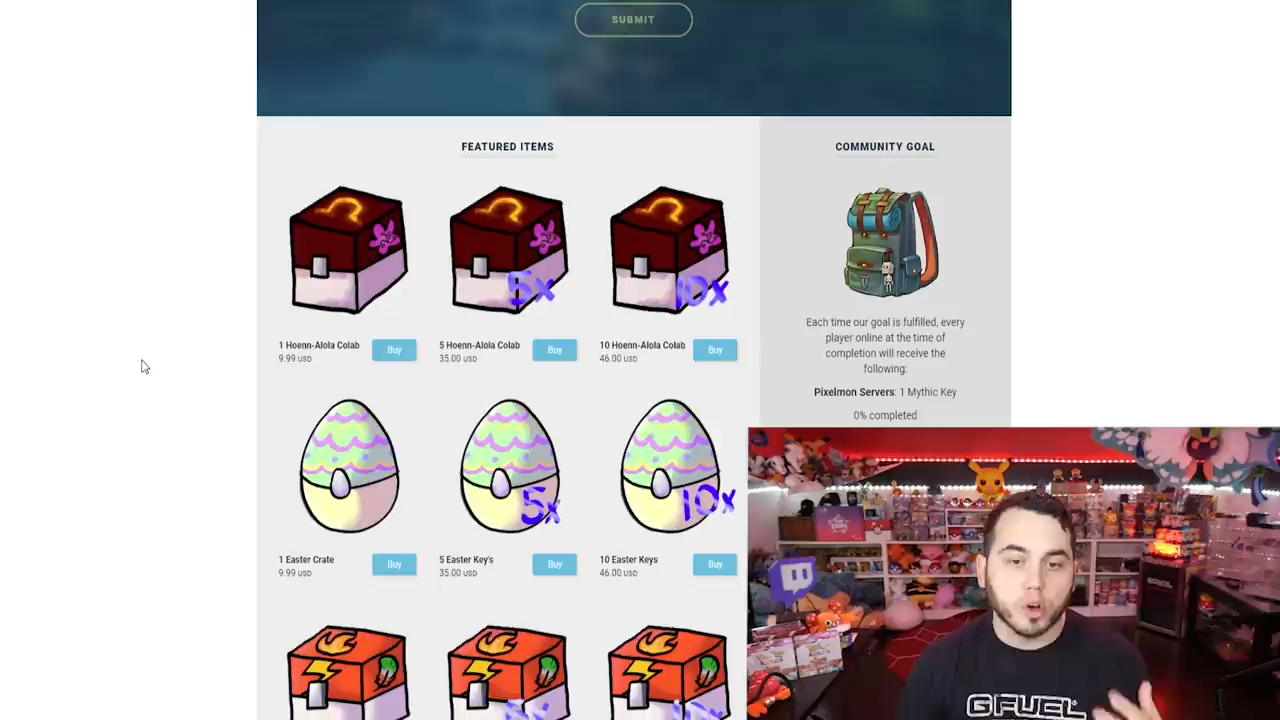 SUBMIT
FEATURED ITEMS
COMMUNITY GOAL
5x
10x
1 Hoenn-Alola Colab
9.99 USD
Buy
5 Hoenn-Alola Colab
35.00 USD
Buy
10 Hoenn-Alola Colab
46.00 USD
Buy
Each time our goal is fulfilled, every
player online at the time of
completion will receive the
following:
Pixelmon Servers: 1 Mythic Key
0% completed
5x
10x
1 Easter Crate
9.99 USD
Buy
5 Easter Key's
35.00 USD
Buy
10 Easter Keys
46.00 USD
Buy
G FUEL